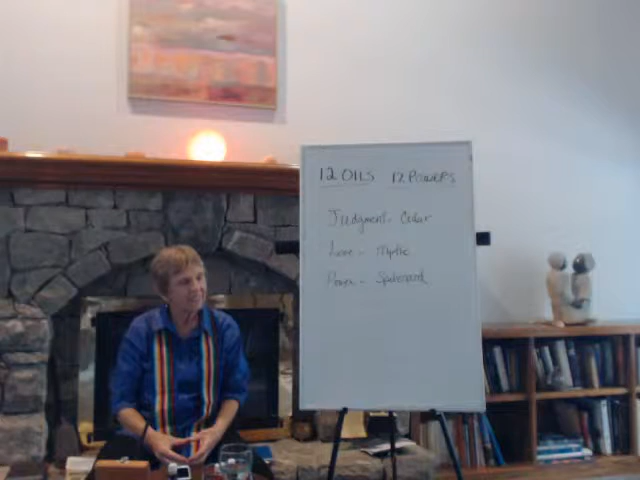 12 OILS 12 POWERS
Judgment - Cedar
Love - Myrtle
Power - Spikenard